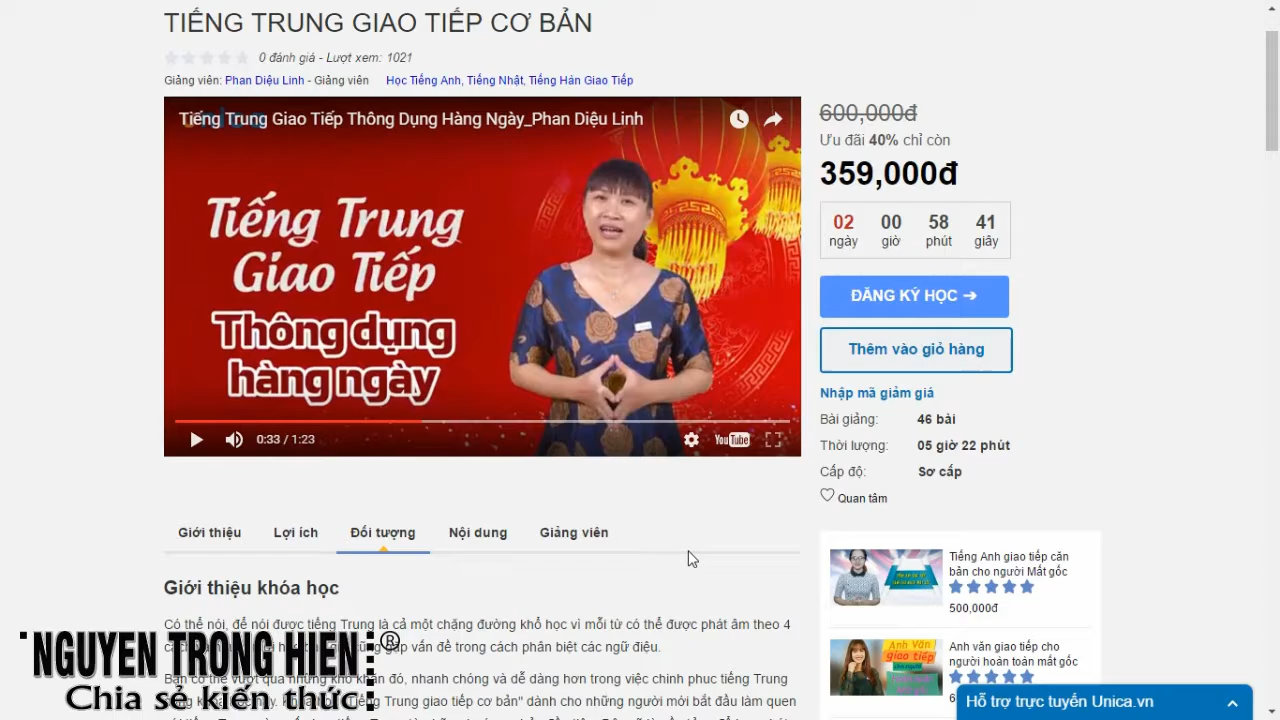 TIẾNG TRUNG GIAO TIẾP CƠ BẢN
0 đánh giá - Lượt xem: 1021
Giảng viên: Phan Diệu Linh - Giảng viên Học Tiếng Anh, Tiếng Nhật, Tiếng Hán Giao Tiếp
Tiếng Trung Giao Tiếp Thông Dụng Hàng Ngày_Phan Diệu Linh
Tiếng Trung
Giao Tiếp
Thông dụng
hàng ngày
0:33 / 1:23
YouTube
600,000đ
Ưu đãi 40% chỉ còn
359,000đ
02 00 58 41
ngày giờ phút giây
ĐĂNG KÝ HỌC ➔
Thêm vào giỏ hàng
Nhập mã giảm giá
Bài giảng: 46 bài
Thời lượng: 05 giờ 22 phút
Cấp độ: Sơ cấp
Quan tâm
Giới thiệu Lợi ích Đối tượng Nội dung Giảng viên
Giới thiệu khóa học
Có thể nói, để nói được tiếng Trung là cả một chặng đường khổ học vì mỗi từ có thể được phát âm theo 4
gặp vấn đề trong cách phân biệt các ngữ điệu.
Bạn có thể vượt qua những khó khăn đó, nhanh chóng và dễ dàng hơn trong việc chinh phục tiếng Trung
Tiếng Trung giao tiếp cơ bản" dành cho những người mới bắt đầu làm quen
Tiếng Anh giao tiếp căn
bản cho người Mất gốc
500,000đ
Anh Văn
giao tiếp
Anh văn giao tiếp cho
người hoàn toàn mất gốc
Hỗ trợ trực tuyến Unica.vn
NGUYEN TRONG HIEN ®
Chia sẻ kiến thức